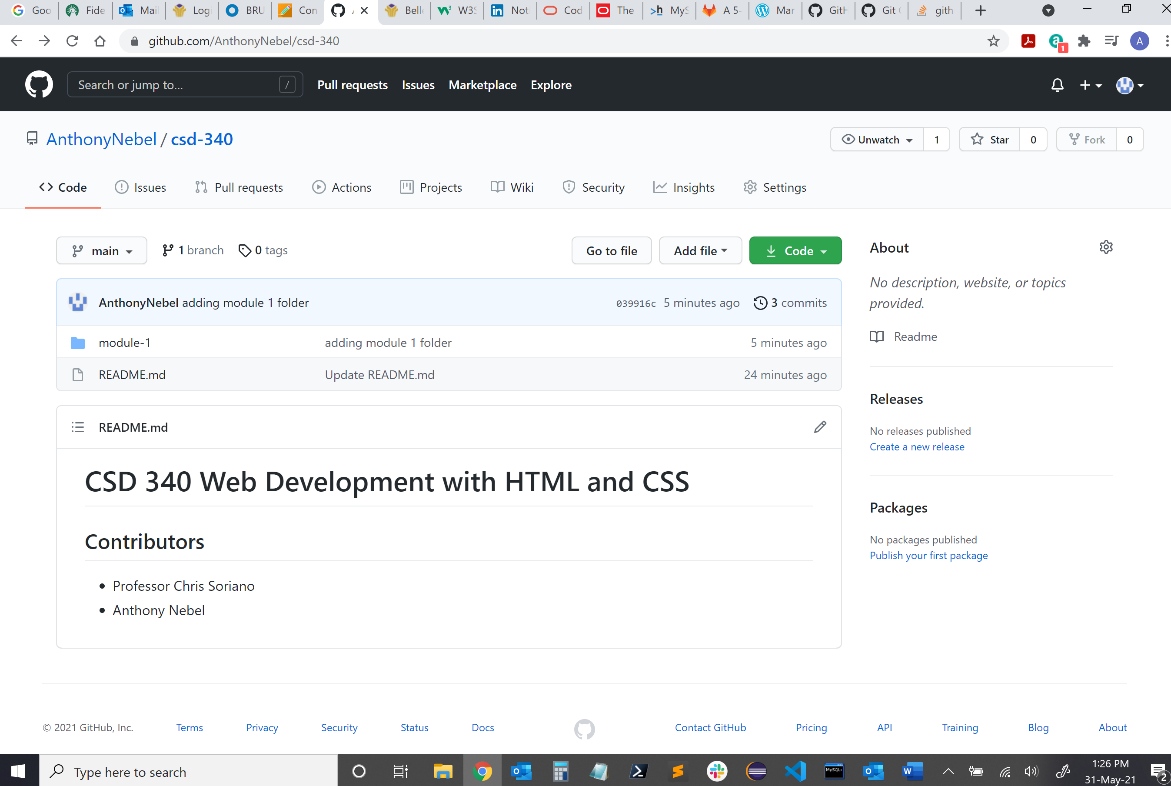 Goo Fide Mai Log BRU Con Bell W3S Not Cod The MyS A 5- Mar Gith Git ( gith
github.com/AnthonyNebel/csd-340
1
A
Search or jump to... /
Pull requests Issues Marketplace Explore
AnthonyNebel / csd-340
Unwatch 1 Star 0 Fork 0
Code Issues Pull requests Actions Projects Wiki Security Insights Settings
main 1 branch 0 tags Go to file Add file Code
AnthonyNebel adding module 1 folder 039916c 5 minutes ago 3 commits
module-1 adding module 1 folder 5 minutes ago
README.md Update README.md 24 minutes ago
README.md
CSD 340 Web Development with HTML and CSS
Contributors
Professor Chris Soriano
Anthony Nebel
About
No description, website, or topics
provided.
Readme
Releases
No releases published
Create a new release
Packages
No packages published
Publish your first package
© 2021 GitHub, Inc. Terms Privacy Security Status Docs Contact GitHub Pricing API Training Blog About
Type here to search
1:26 PM
31-May-21
2